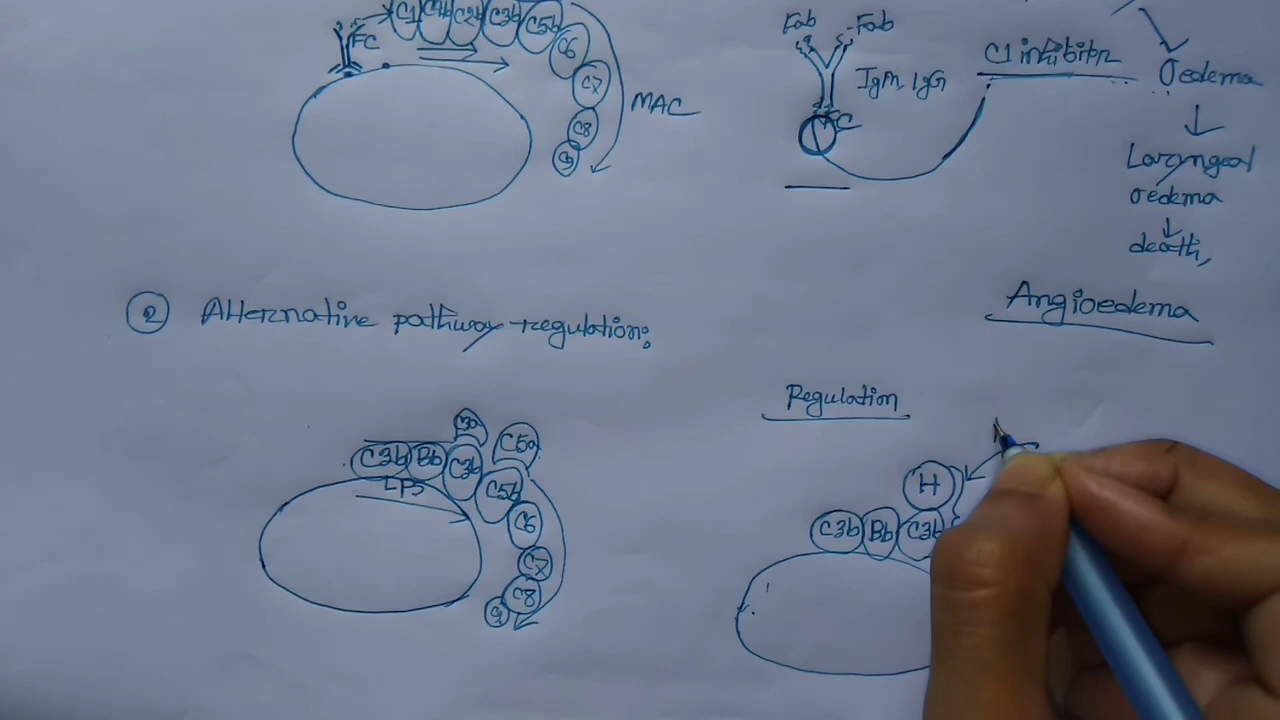 C1 C4b C2b C3b C5b
FC
C6
C7
C8
C9
MAC
Fab Fab
IgM, IgG
FC
C1 inhibitor
Oedema
Laryngeal
oedema
death,
Angioedema
② Alternative pathway regulation:
C3b Bb C3b
C3a
C5a
LPS
C5b
C6
C7
C8
C9
Regulation
H
C3b Bb C3b